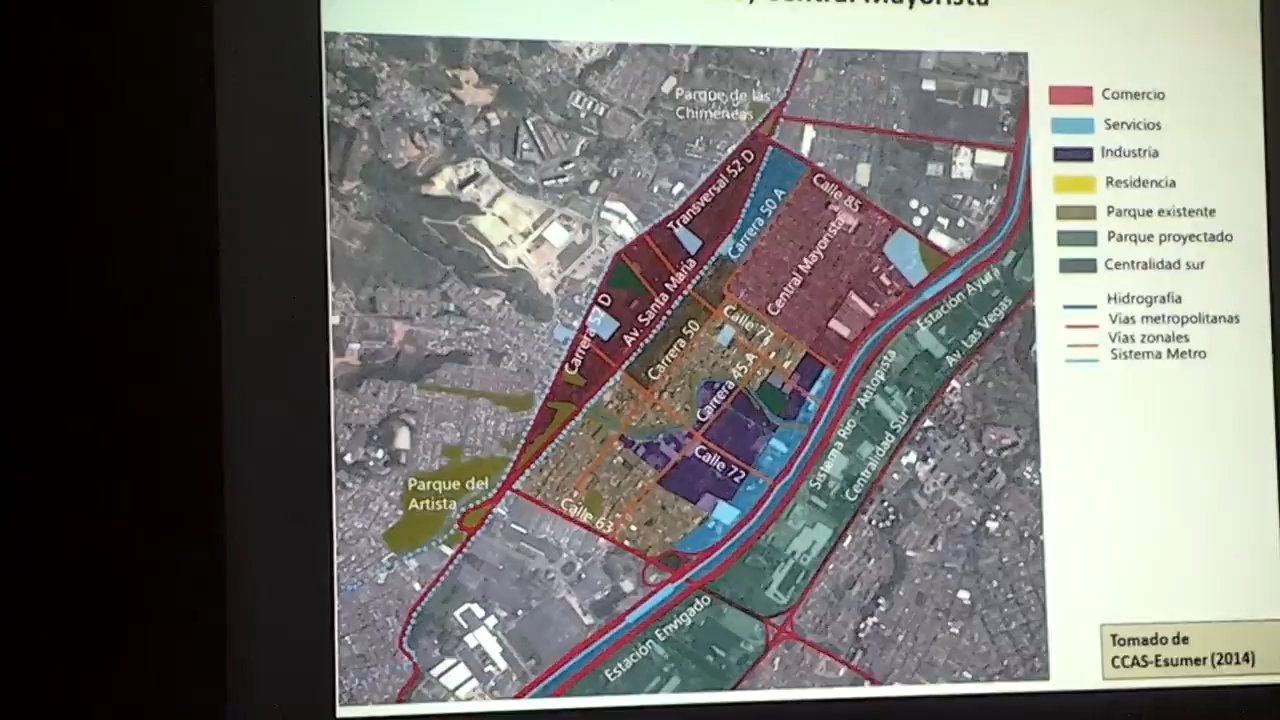 Central Mayorista
Parque de las
Chimeneas
Transversal 52 D
Calle 85
Carrera 50 A
Central Mayorista
Av. Santa María
Carrera 52 D
Calle 77
Carrera 50
Carrera 45 A
Calle 72
Calle 63
Parque del
Artista
Estación Ayurá
Av. Las Vegas
Sistema Río - Autopista
Centralidad Sur
Estación Envigado
Comercio
Servicios
Industria
Residencia
Parque existente
Parque proyectado
Centralidad sur
Hidrografía
Vías metropolitanas
Vías zonales
Sistema Metro
Tomado de
CCAS-Esumer (2014)